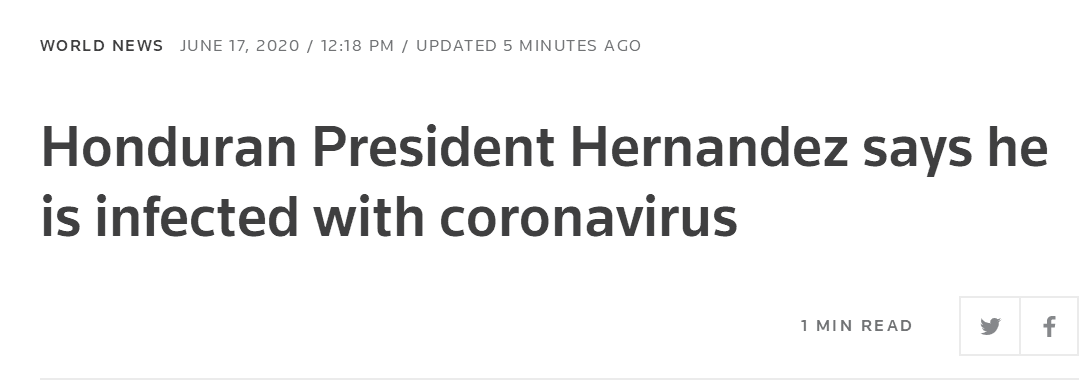 WORLD NEWS JUNE 17, 2020 / 12:18 PM / UPDATED 5 MINUTES AGO
Honduran President Hernandez says he
is infected with coronavirus
1 MIN READ